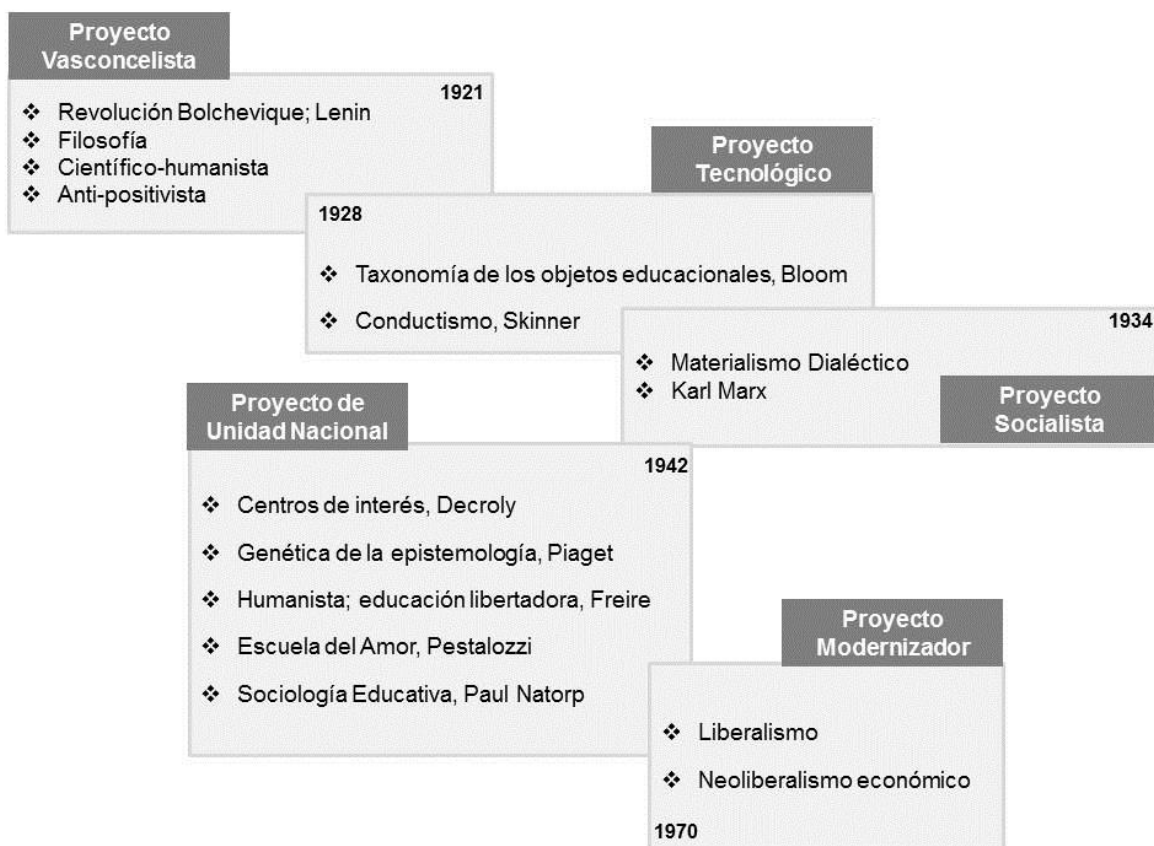 Proyecto
Vasconcelista
1921
❖ Revolución Bolchevique; Lenin
❖ Filosofía
❖ Científico-humanista
❖ Anti-positivista
Proyecto
Tecnológico
1928
❖ Taxonomía de los objetos educacionales, Bloom
❖ Conductismo, Skinner
1934
❖ Materialismo Dialéctico
❖ Karl Marx
Proyecto
Socialista
Proyecto de
Unidad Nacional
1942
❖ Centros de interés, Decroly
❖ Genética de la epistemología, Piaget
❖ Humanista; educación libertadora, Freire
❖ Escuela del Amor, Pestalozzi
❖ Sociología Educativa, Paul Natorp
Proyecto
Modernizador
❖ Liberalismo
❖ Neoliberalismo económico
1970